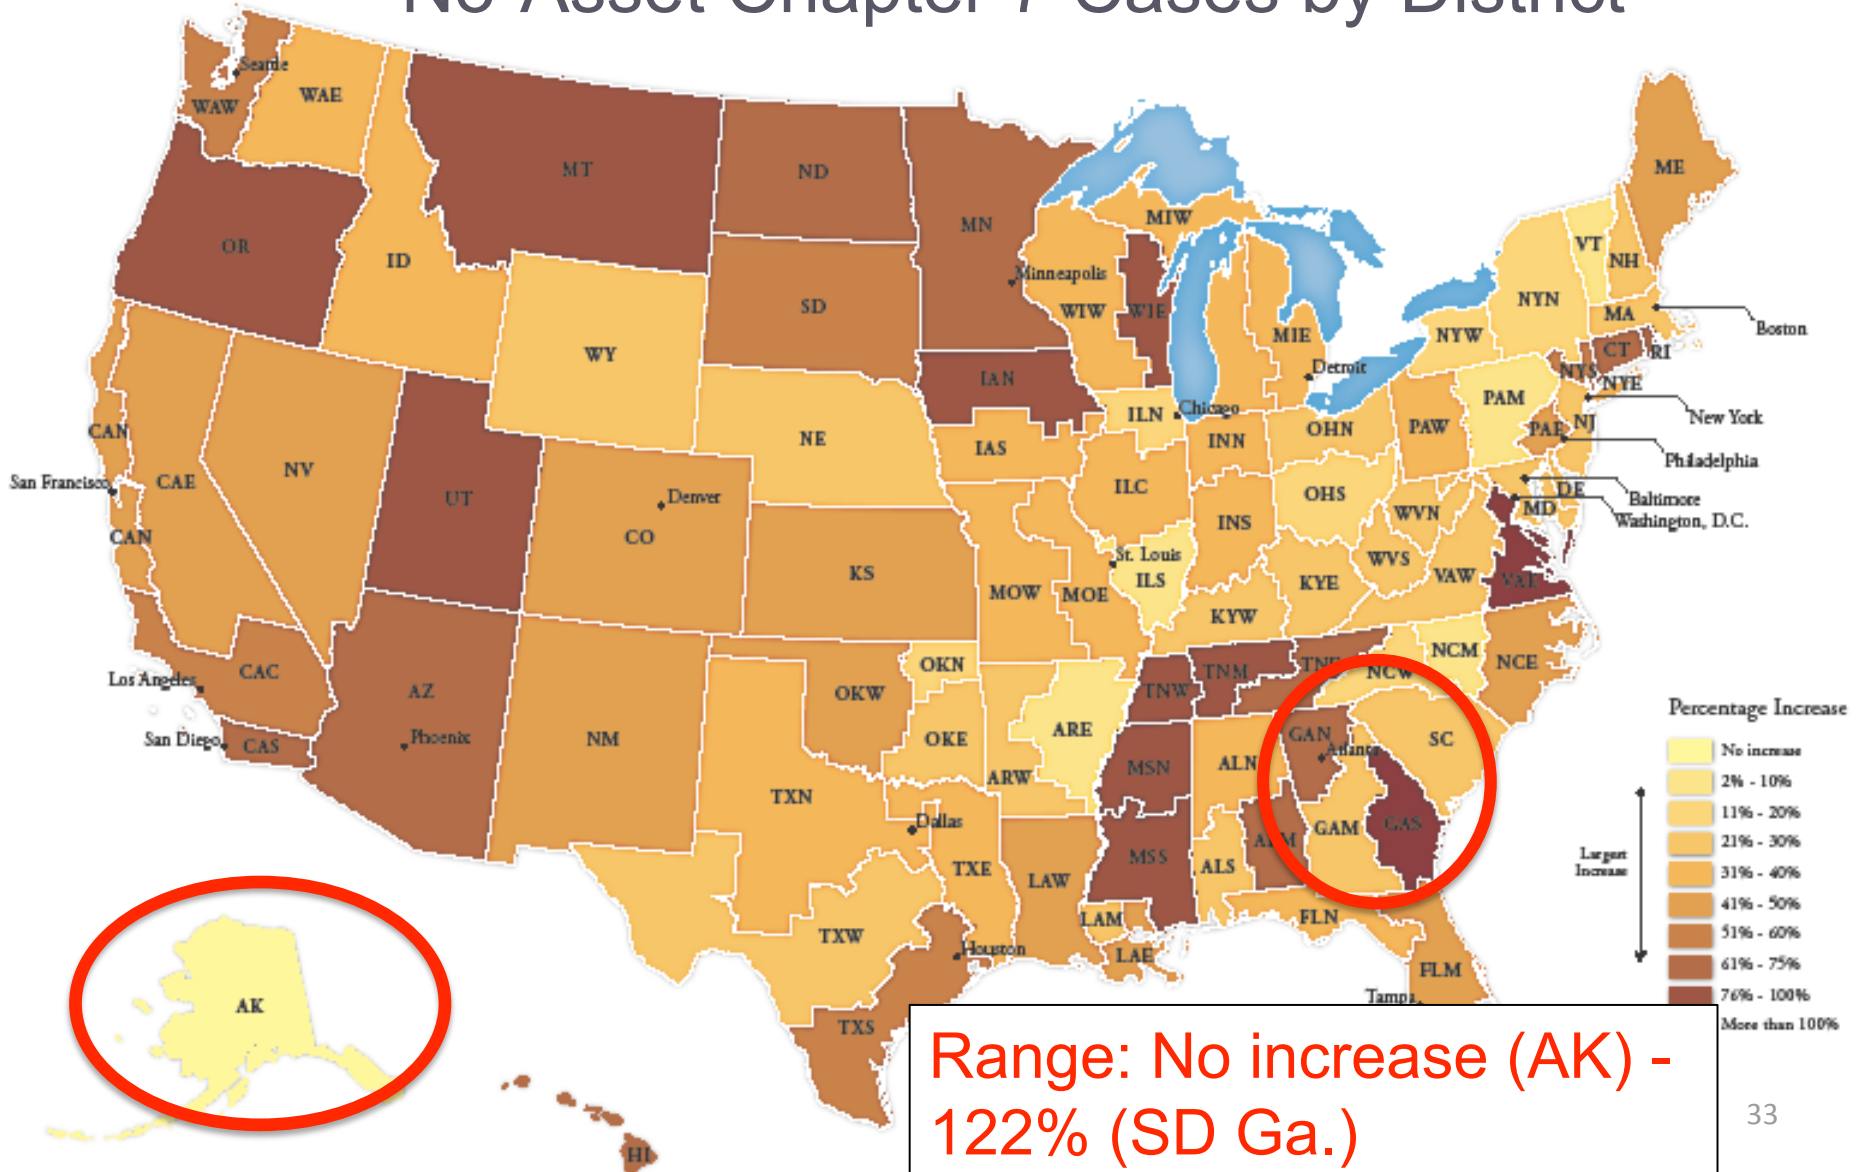 No-Asset Chapter 7 Cases by District
Seattle
WAW
WAE
MT
ND
MN
ME
OR
ID
MIW
VT
NH
Minneapolis
SD
WIW
WIE
MIE
NYN
NYW
MA
Boston
WY
Detroit
CT
RI
NYS
NYE
IAN
New York
CAN
NE
IAS
ILN
Chicago
INN
OHN
PAW
PAM
PAE
NJ
Philadelphia
San Francisco
CAE
NV
UT
Denver
CO
ILC
OHS
DE
Baltimore
MD
Washington, D.C.
CAN
KS
MOW
MOE
St. Louis
ILS
INS
WVN
WVS
VAW
VAE
KYE
KYW
Los Angeles
CAC
AZ
OKN
OKW
TNW
TNM
TNE
NCW
NCM
NCE
San Diego
CAS
Phoenix
NM
OKE
ARE
ARW
MSN
ALN
GAN
Atlanta
SC
TXN
Dallas
TXE
LAW
MSS
ALS
ALM
GAM
GAS
TXW
LAM
LAE
FLN
FLM
Tampa
Houston
TXS
AK
HI
Percentage Increase
No increase
2% - 10%
11% - 20%
21% - 30%
31% - 40%
41% - 50%
51% - 60%
61% - 75%
76% - 100%
More than 100%
Largest
Increase
Range: No increase (AK) -
122% (SD Ga.)
33